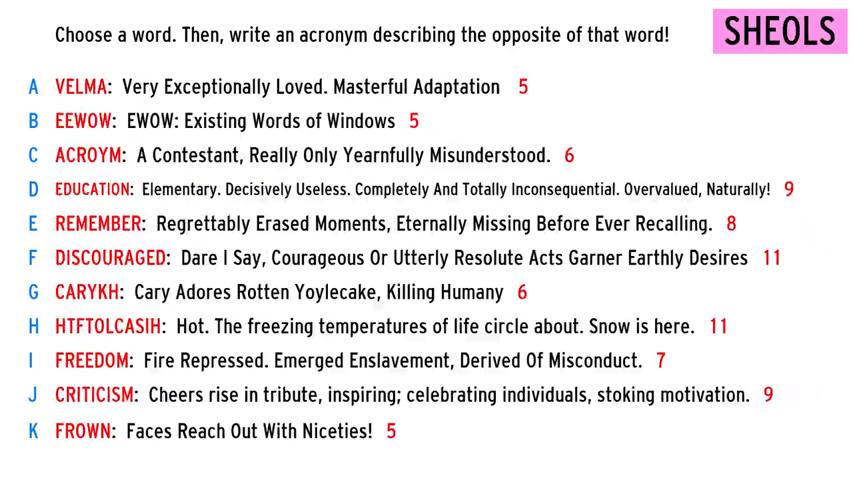 Choose a word. Then, write an acronym describing the opposite of that word!
SHEOLS
A VELMA: Very Exceptionally Loved. Masterful Adaptation 5
B EEWOW: EWOW: Existing Words of Windows 5
C ACROYM: A Contestant, Really Only Yearnfully Misunderstood. 6
D EDUCATION: Elementary. Decisively Useless. Completely And Totally Inconsequential. Overvalued, Naturally! 9
E REMEMBER: Regrettably Erased Moments, Eternally Missing Before Ever Recalling. 8
F DISCOURAGED: Dare I Say, Courageous Or Utterly Resolute Acts Garner Earthly Desires 11
G CARYKH: Cary Adores Rotten Yoylecake, Killing Humany 6
H HTFTOLCASIH: Hot. The freezing temperatures of life circle about. Snow is here. 11
I FREEDOM: Fire Repressed. Emerged Enslavement, Derived Of Misconduct. 7
J CRITICISM: Cheers rise in tribute, inspiring; celebrating individuals, stoking motivation. 9
K FROWN: Faces Reach Out With Niceties! 5